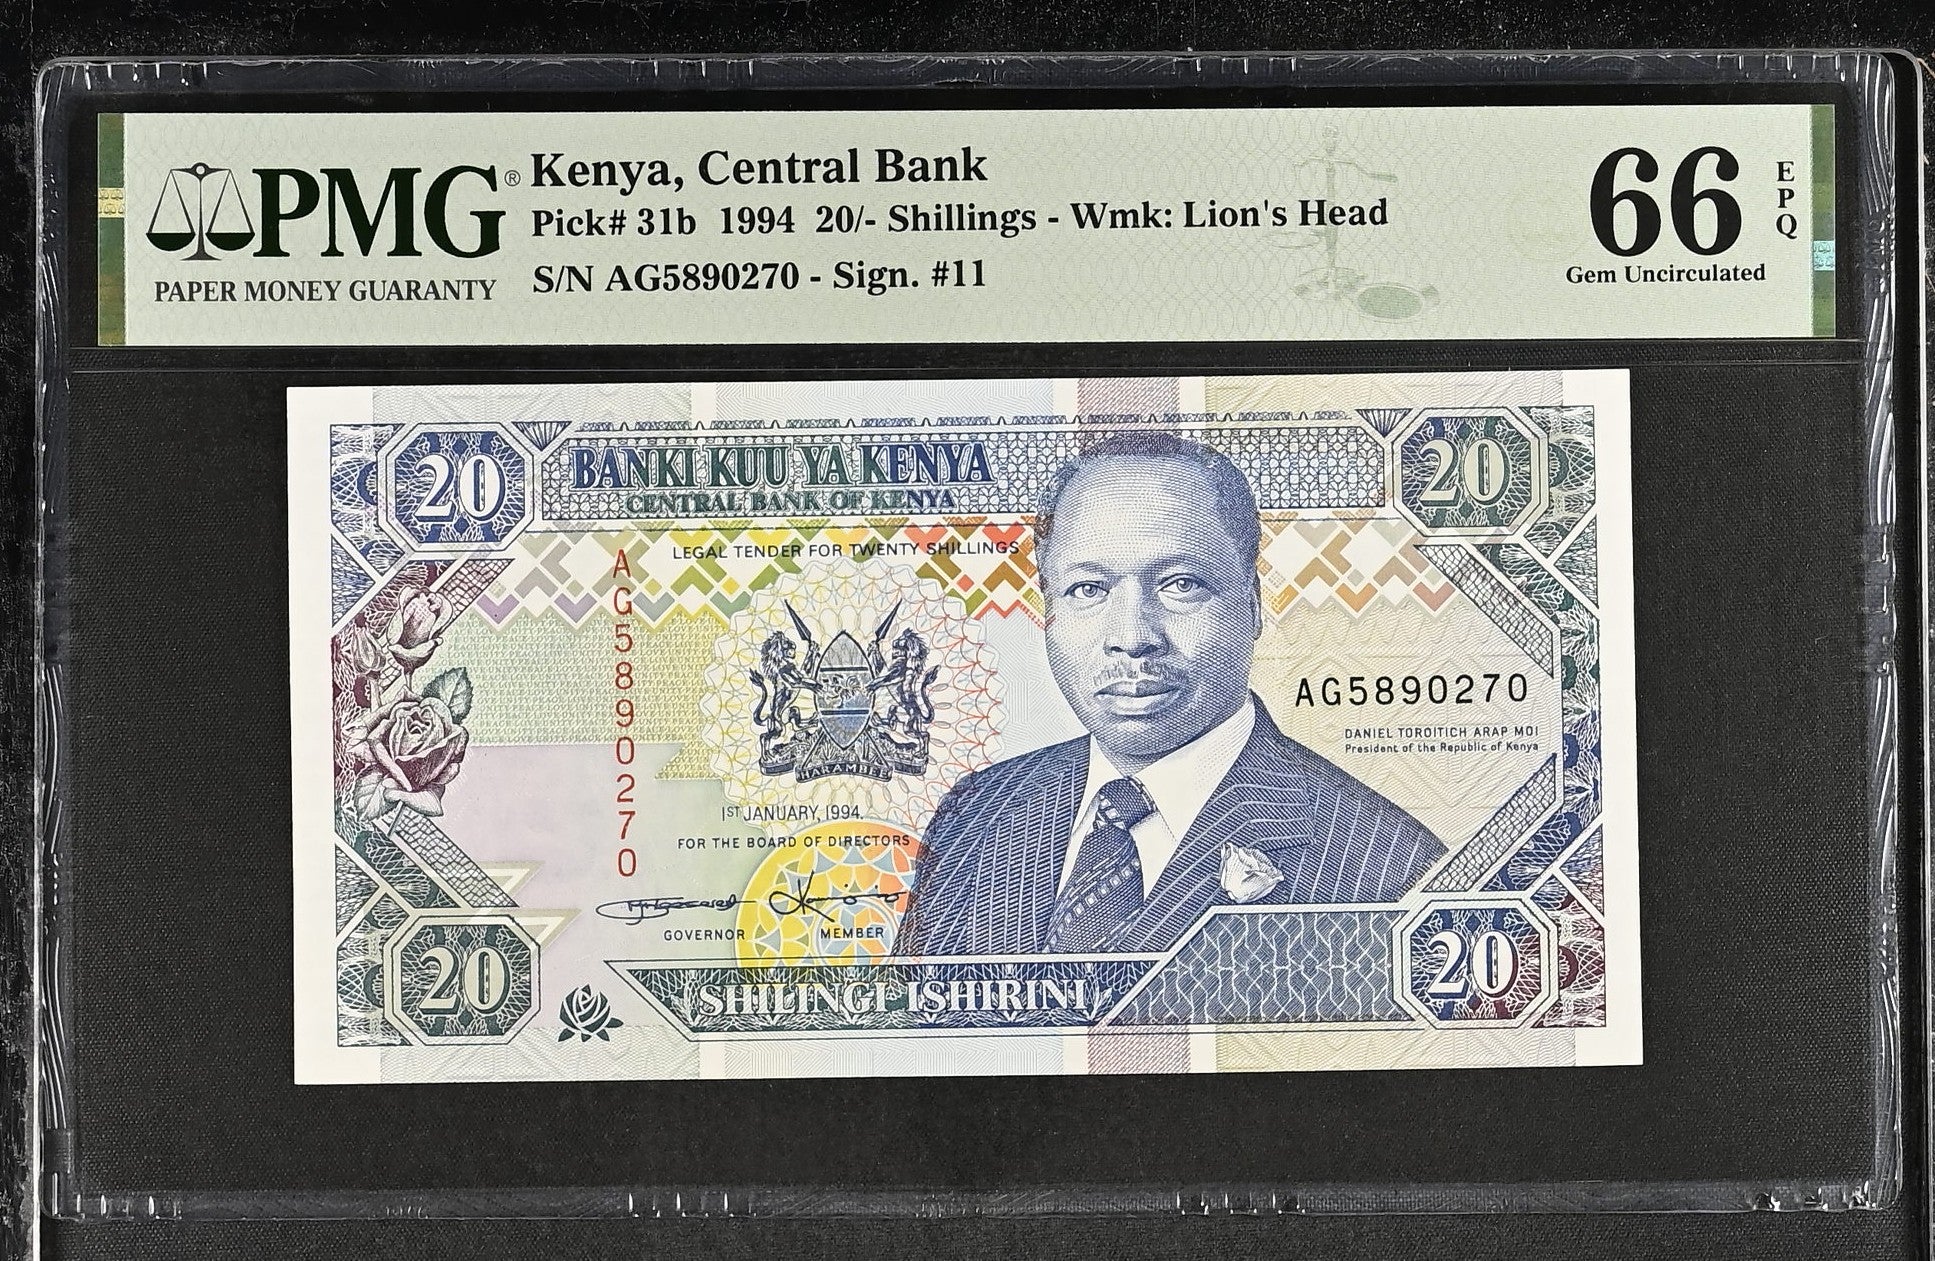 PMG®
PAPER MONEY GUARANTY
Kenya, Central Bank
Pick# 31b 1994 20/- Shillings - Wmk: Lion's Head
S/N AG5890270 - Sign. #11
66
EPQ
Gem Uncirculated
20
BANKI KUU YA KENYA
CENTRAL BANK OF KENYA
20
LEGAL TENDER FOR TWENTY SHILLINGS
AG5890270
AG5890270
DANIEL TOROITICH ARAP MOI
President of the Republic of Kenya
HARAMBEE
1ST JANUARY, 1994.
FOR THE BOARD OF DIRECTORS
GOVERNOR MEMBER
20
SHILINGI ISHIRINI
20